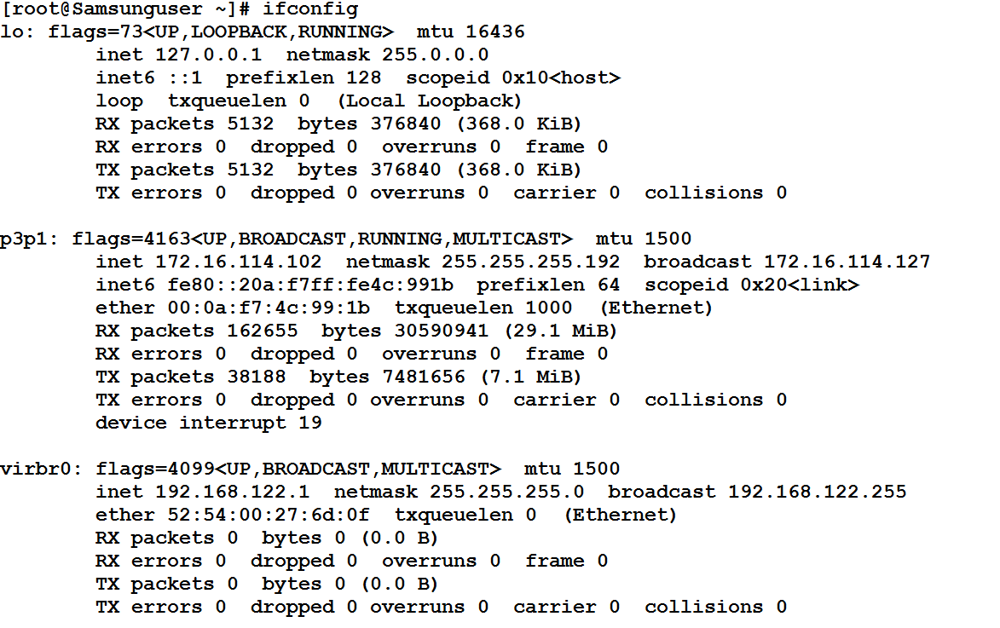 [root@Samsunguser ~]# ifconfig
lo: flags=73<UP,LOOPBACK,RUNNING>  mtu 16436
        inet 127.0.0.1  netmask 255.0.0.0
        inet6 ::1  prefixlen 128  scopeid 0x10<host>
        loop  txqueuelen 0  (Local Loopback)
        RX packets 5132  bytes 376840 (368.0 KiB)
        RX errors 0  dropped 0  overruns 0  frame 0
        TX packets 5132  bytes 376840 (368.0 KiB)
        TX errors 0  dropped 0 overruns 0  carrier 0  collisions 0

p3p1: flags=4163<UP,BROADCAST,RUNNING,MULTICAST>  mtu 1500
        inet 172.16.114.102  netmask 255.255.255.192  broadcast 172.16.114.127
        inet6 fe80::20a:f7ff:fe4c:991b  prefixlen 64  scopeid 0x20<link>
        ether 00:0a:f7:4c:99:1b  txqueuelen 1000  (Ethernet)
        RX packets 162655  bytes 30590941 (29.1 MiB)
        RX errors 0  dropped 0  overruns 0  frame 0
        TX packets 38188  bytes 7481656 (7.1 MiB)
        TX errors 0  dropped 0 overruns 0  carrier 0  collisions 0
        device interrupt 19

virbr0: flags=4099<UP,BROADCAST,MULTICAST>  mtu 1500
        inet 192.168.122.1  netmask 255.255.255.0  broadcast 192.168.122.255
        ether 52:54:00:27:6d:0f  txqueuelen 0  (Ethernet)
        RX packets 0  bytes 0 (0.0 B)
        RX errors 0  dropped 0  overruns 0  frame 0
        TX packets 0  bytes 0 (0.0 B)
        TX errors 0  dropped 0 overruns 0  carrier 0  collisions 0